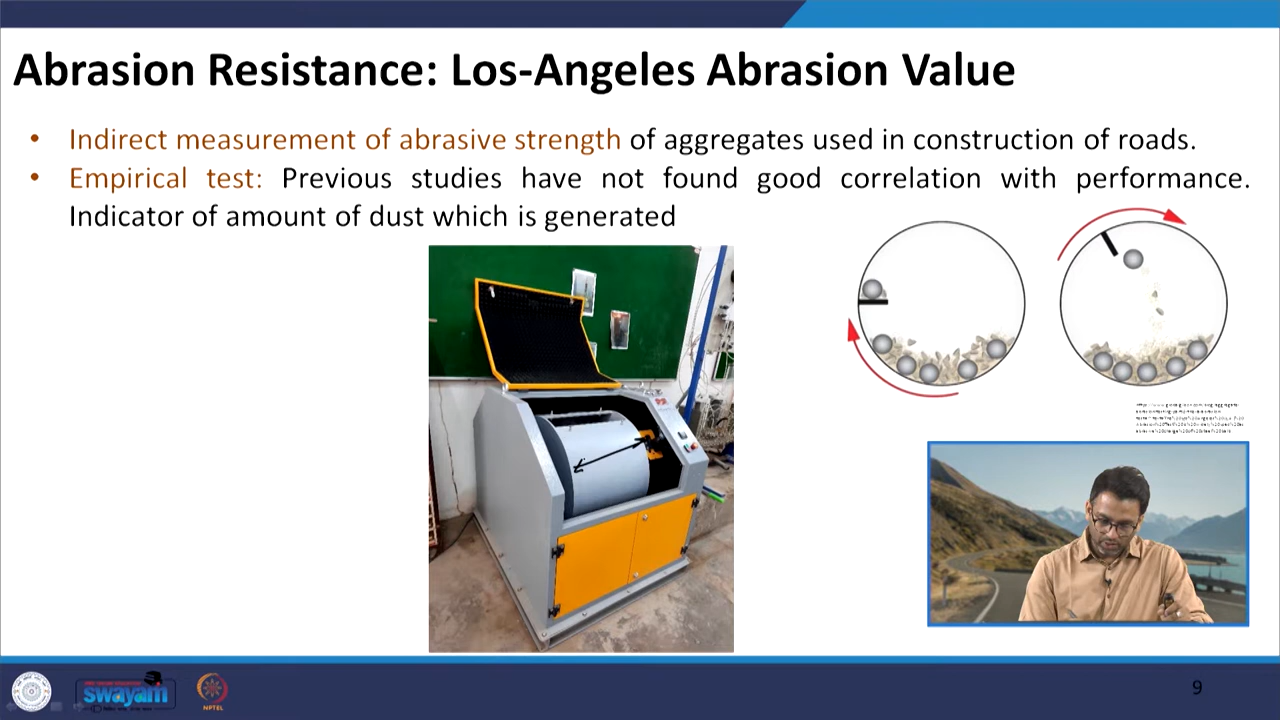 Abrasion Resistance: Los-Angeles Abrasion Value
• Indirect measurement of abrasive strength of aggregates used in construction of roads.
• Empirical test: Previous studies have not found good correlation with performance.
Indicator of amount of dust which is generated
swayam
NPTEL
9